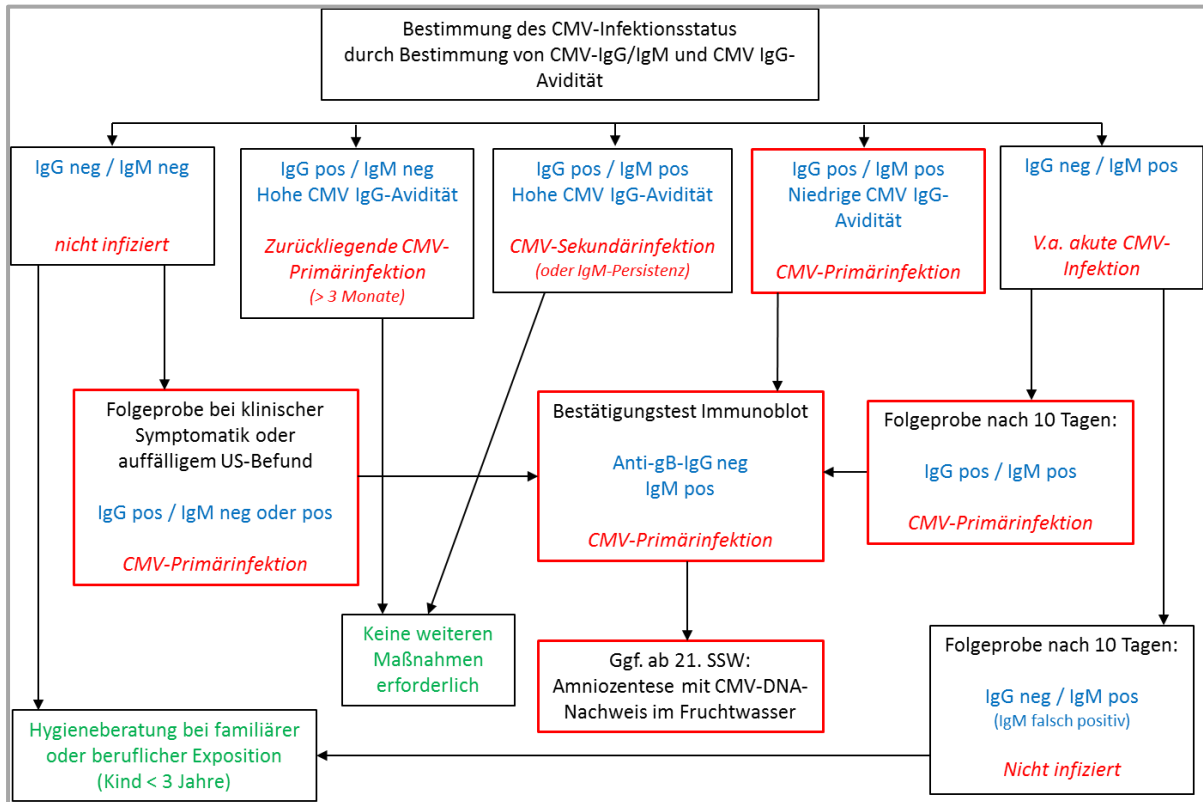 Bestimmung des CMV-Infektionsstatus
durch Bestimmung von CMV-IgG/IgM und CMV IgG-
Avidität
IgG neg / IgM neg
nicht infiziert
IgG pos / IgM neg
Hohe CMV IgG-Avidität
Zurückliegende CMV-
Primärinfektion
(> 3 Monate)
IgG pos / IgM pos
Hohe CMV IgG-Avidität
CMV-Sekundärinfektion
(oder IgM-Persistenz)
IgG pos / IgM pos
Niedrige CMV IgG-
Avidität
CMV-Primärinfektion
IgG neg / IgM pos
V.a. akute CMV-
Infektion
Folgeprobe bei klinischer
Symptomatik oder
auffälligem US-Befund
IgG pos / IgM neg oder pos
CMV-Primärinfektion
Bestätigungstest Immunoblot
Anti-gB-IgG neg
IgM pos
CMV-Primärinfektion
Folgeprobe nach 10 Tagen:
IgG pos / IgM pos
CMV-Primärinfektion
Keine weiteren
Maßnahmen
erforderlich
Ggf. ab 21. SSW:
Amniozentese mit CMV-DNA-
Nachweis im Fruchtwasser
Folgeprobe nach 10 Tagen:
IgG neg / IgM pos
(IgM falsch positiv)
Nicht infiziert
Hygieneberatung bei familiärer
oder beruflicher Exposition
(Kind < 3 Jahre)